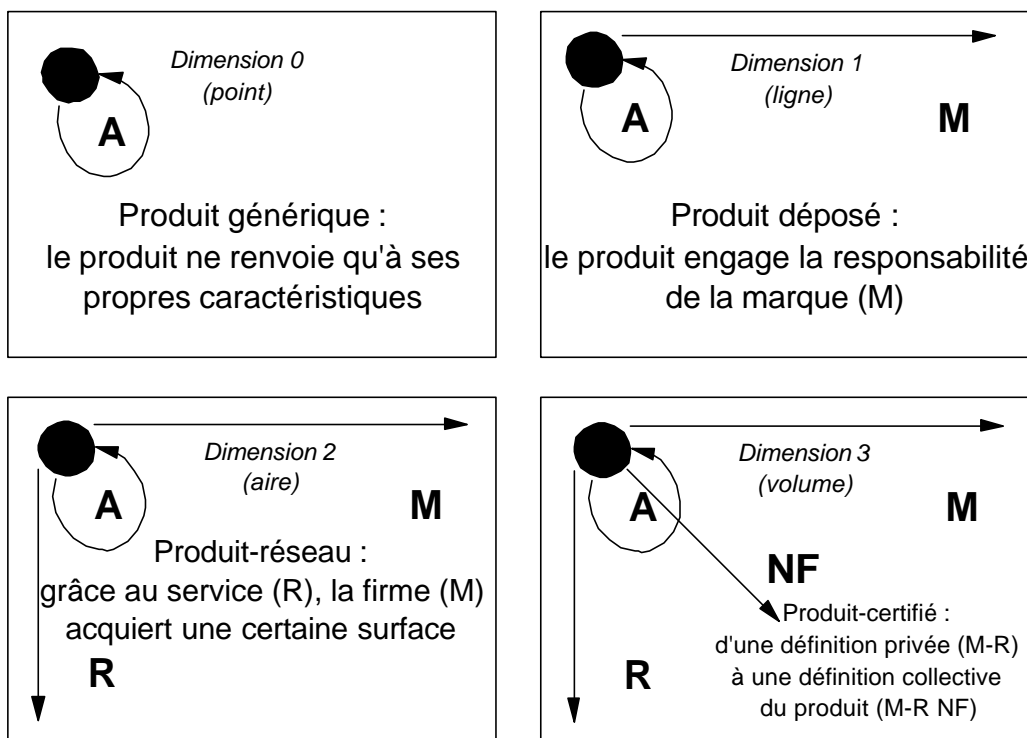 Dimension 0
(point)
A
Produit générique :
le produit ne renvoie qu'à ses
propres caractéristiques
Dimension 1
(ligne)
A
M
Produit déposé :
le produit engage la responsabilité
de la marque (M)
Dimension 2
(aire)
A
M
Produit-réseau :
grâce au service (R), la firme (M)
acquiert une certaine surface
R
Dimension 3
(volume)
A
M
NF
Produit-certifié :
d'une définition privée (M-R)
à une définition collective
du produit (M-R NF)
R